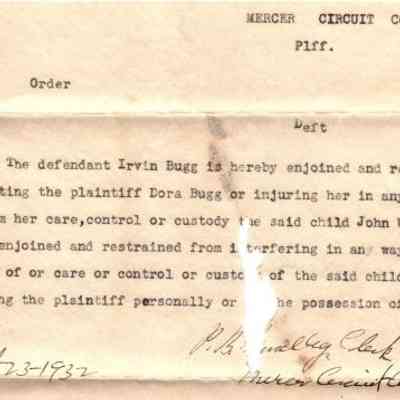 MERCER CIRCUIT
Plff.
Order
Deft
The defendant Irvin Bugg is hereby enjoined and
ting the plaintiff Dora Bugg or injuring her in any
her care,control or custody the said child John
enjoined and restrained from interfering in any way
of or care or control or custody of the said child
ng the plaintiff personally or he possession of
Clerk
23-1932
Mercer Circuit